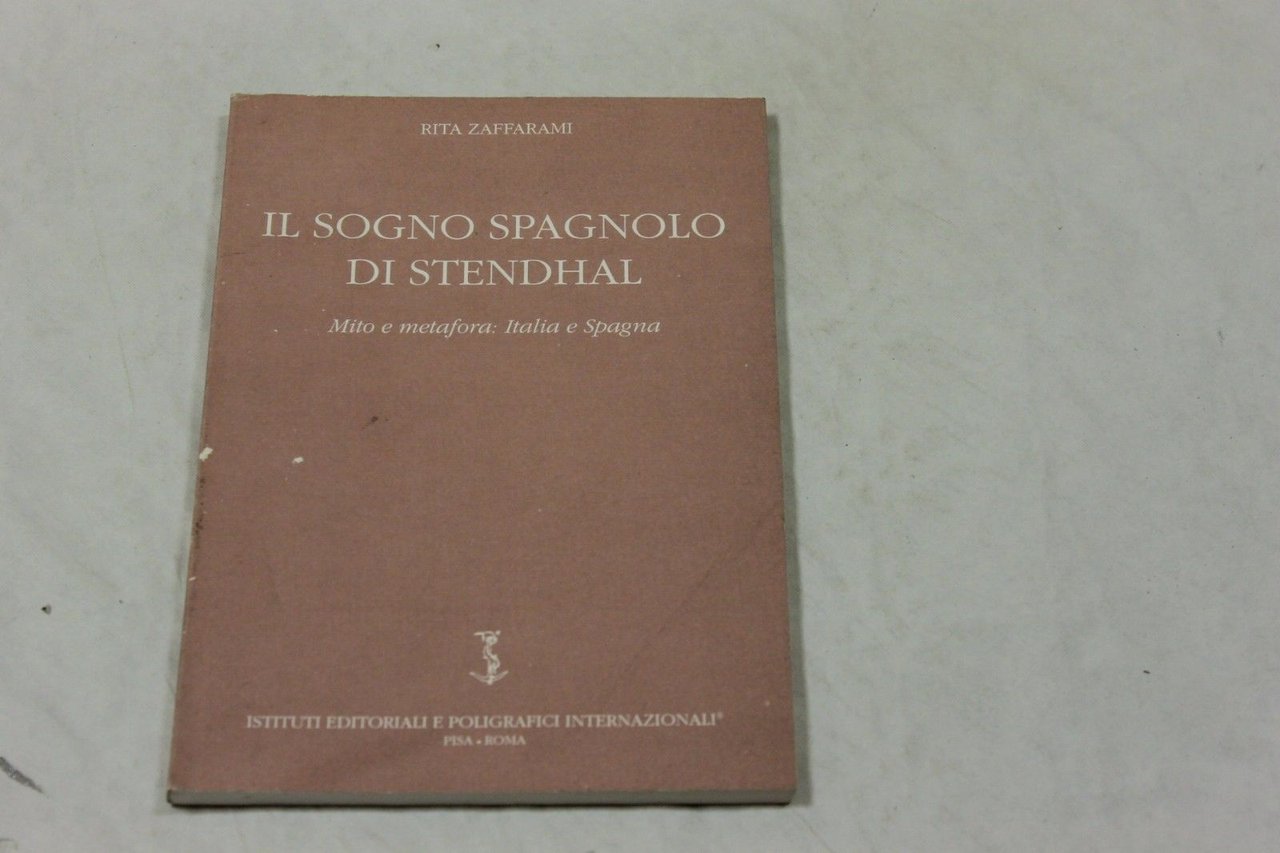 RITA ZAFFARAMI
IL SOGNO SPAGNOLO
DI STENDHAL
Mito e metafora: Italia e Spagna
ISTITUTI EDITORIALI E POLIGRAFICI INTERNAZIONALI®
PISA • ROMA